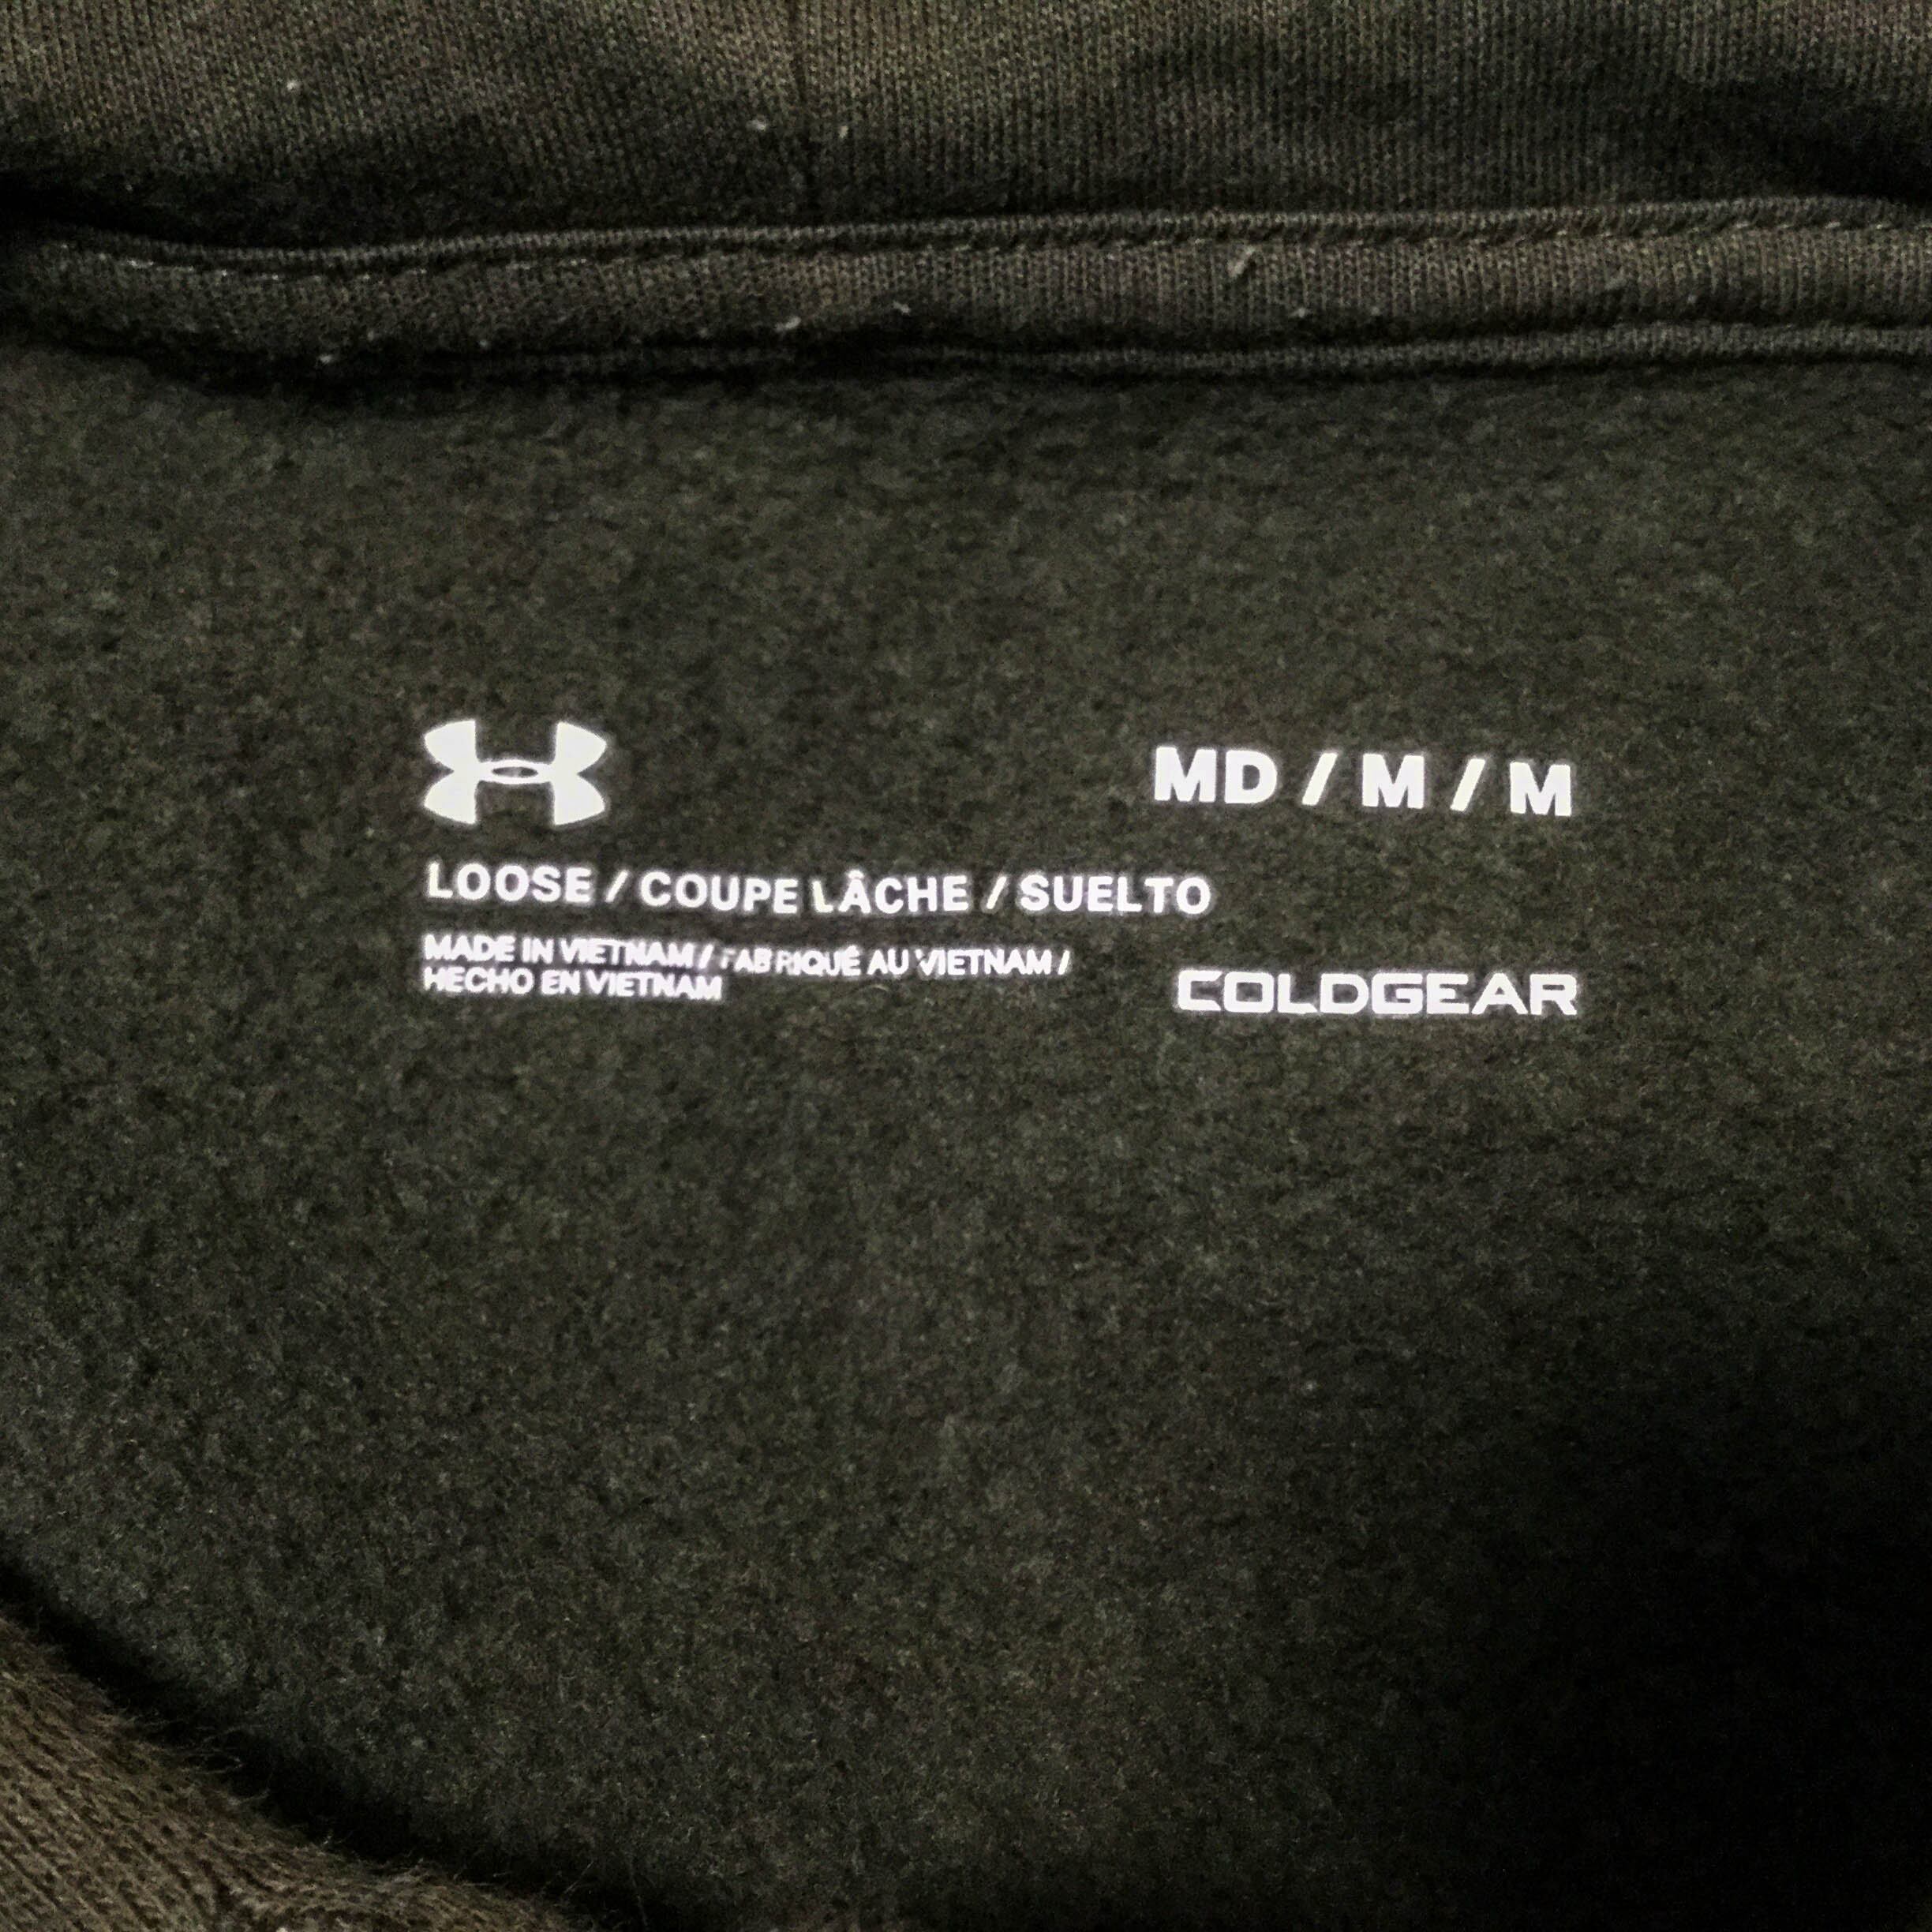 MD / M / M
LOOSE / COUPE LÂCHE / SUELTO
MADE IN VIETNAM / FABRIQUÉ AU VIETNAM /
HECHO EN VIETNAM
COLDGEAR